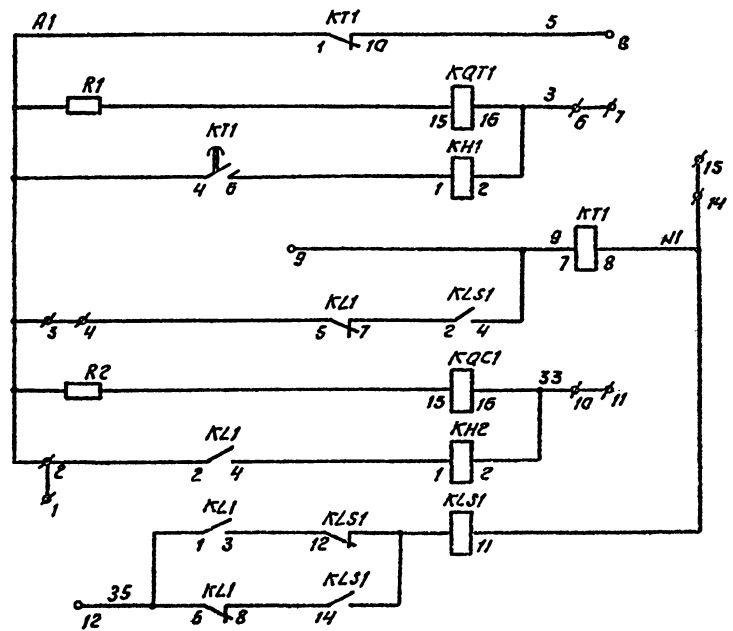 A1 KT1 5
1 10 8
R1 KQT1 3
15 16 6 7
KT1 KH1
4 6 1 2
15
14
KT1
9 9 7 8 N1
KL1 KLS1
3 4 5 7 2 4
R2 KQC1 33
15 16 10 11
KL1 KH2
2 2 4 1 2
1
KL1 KLS1 KLS1
1 3 12 11
35 KL1 KLS1
12 6 8 14